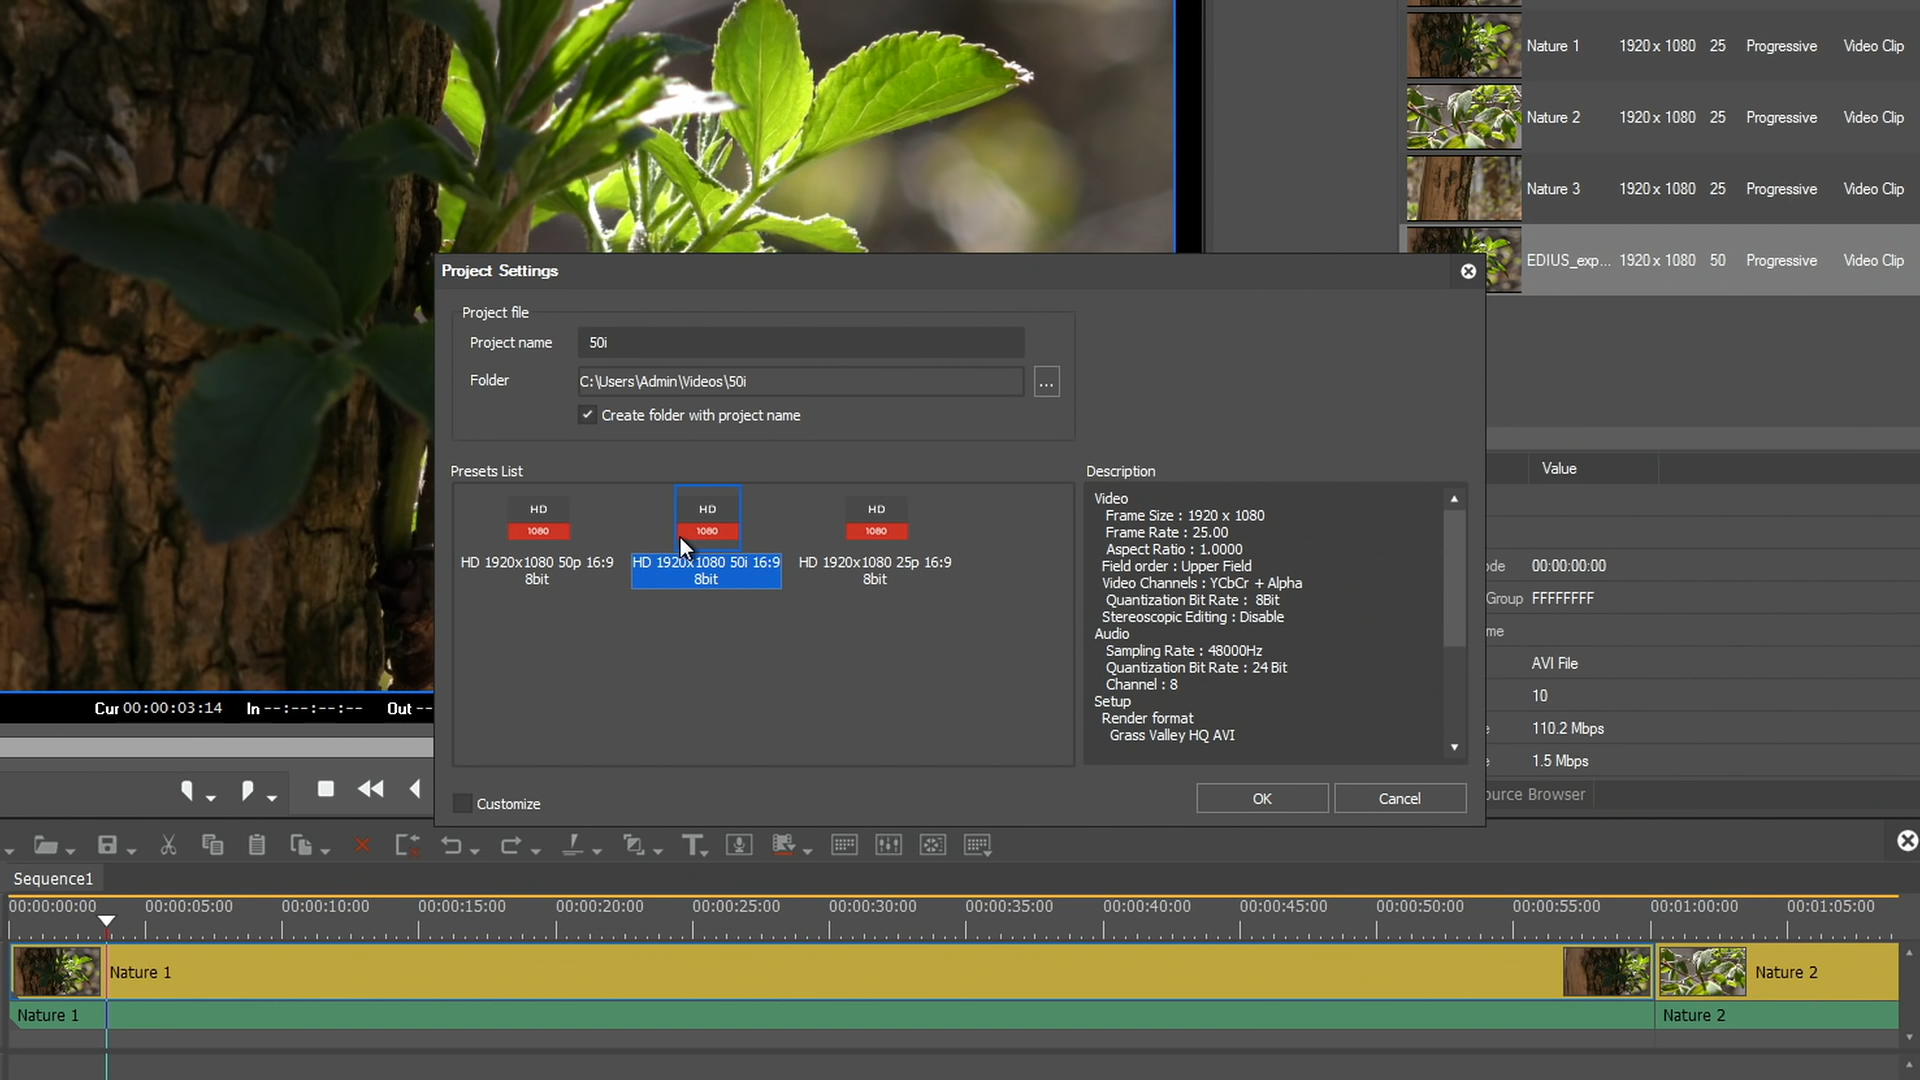 Nature 1 1920 x 1080 25 Progressive Video Clip
Nature 2 1920 x 1080 25 Progressive Video Clip
Nature 3 1920 x 1080 25 Progressive Video Clip
EDIUS_exp... 1920 x 1080 50 Progressive Video Clip
Project Settings
Project file
Project name 50i
Folder C:\Users\Admin\Videos\50i ...
Create folder with project name
Presets List
HD 1080
HD 1920x1080 50p 16:9
8bit
HD 1080
HD 1920x1080 50i 16:9
8bit
HD 1080
HD 1920x1080 25p 16:9
8bit
Description
Video
Frame Size : 1920 x 1080
Frame Rate : 25.00
Aspect Ratio : 1.0000
Field order : Upper Field
Video Channels : YCbCr + Alpha
Quantization Bit Rate : 8Bit
Stereoscopic Editing : Disable
Audio
Sampling Rate : 48000Hz
Quantization Bit Rate : 24 Bit
Channel : 8
Setup
Render format
Grass Valley HQ AVI
Customize
OK
Cancel
Value
ode 00:00:00:00
Group FFFFFFFF
me
AVI File
10
e 110.2 Mbps
e 1.5 Mbps
ource Browser
Cur 00:00:03:14 In --:--:--:-- Out --
Sequence1
00:00:00:00 00:00:05:00 00:00:10:00 00:00:15:00 00:00:20:00 00:00:25:00 00:00:30:00 00:00:35:00 00:00:40:00 00:00:45:00 00:00:50:00 00:00:55:00 00:01:00:00 00:01:05:00
Nature 1 Nature 2
Nature 1 Nature 2